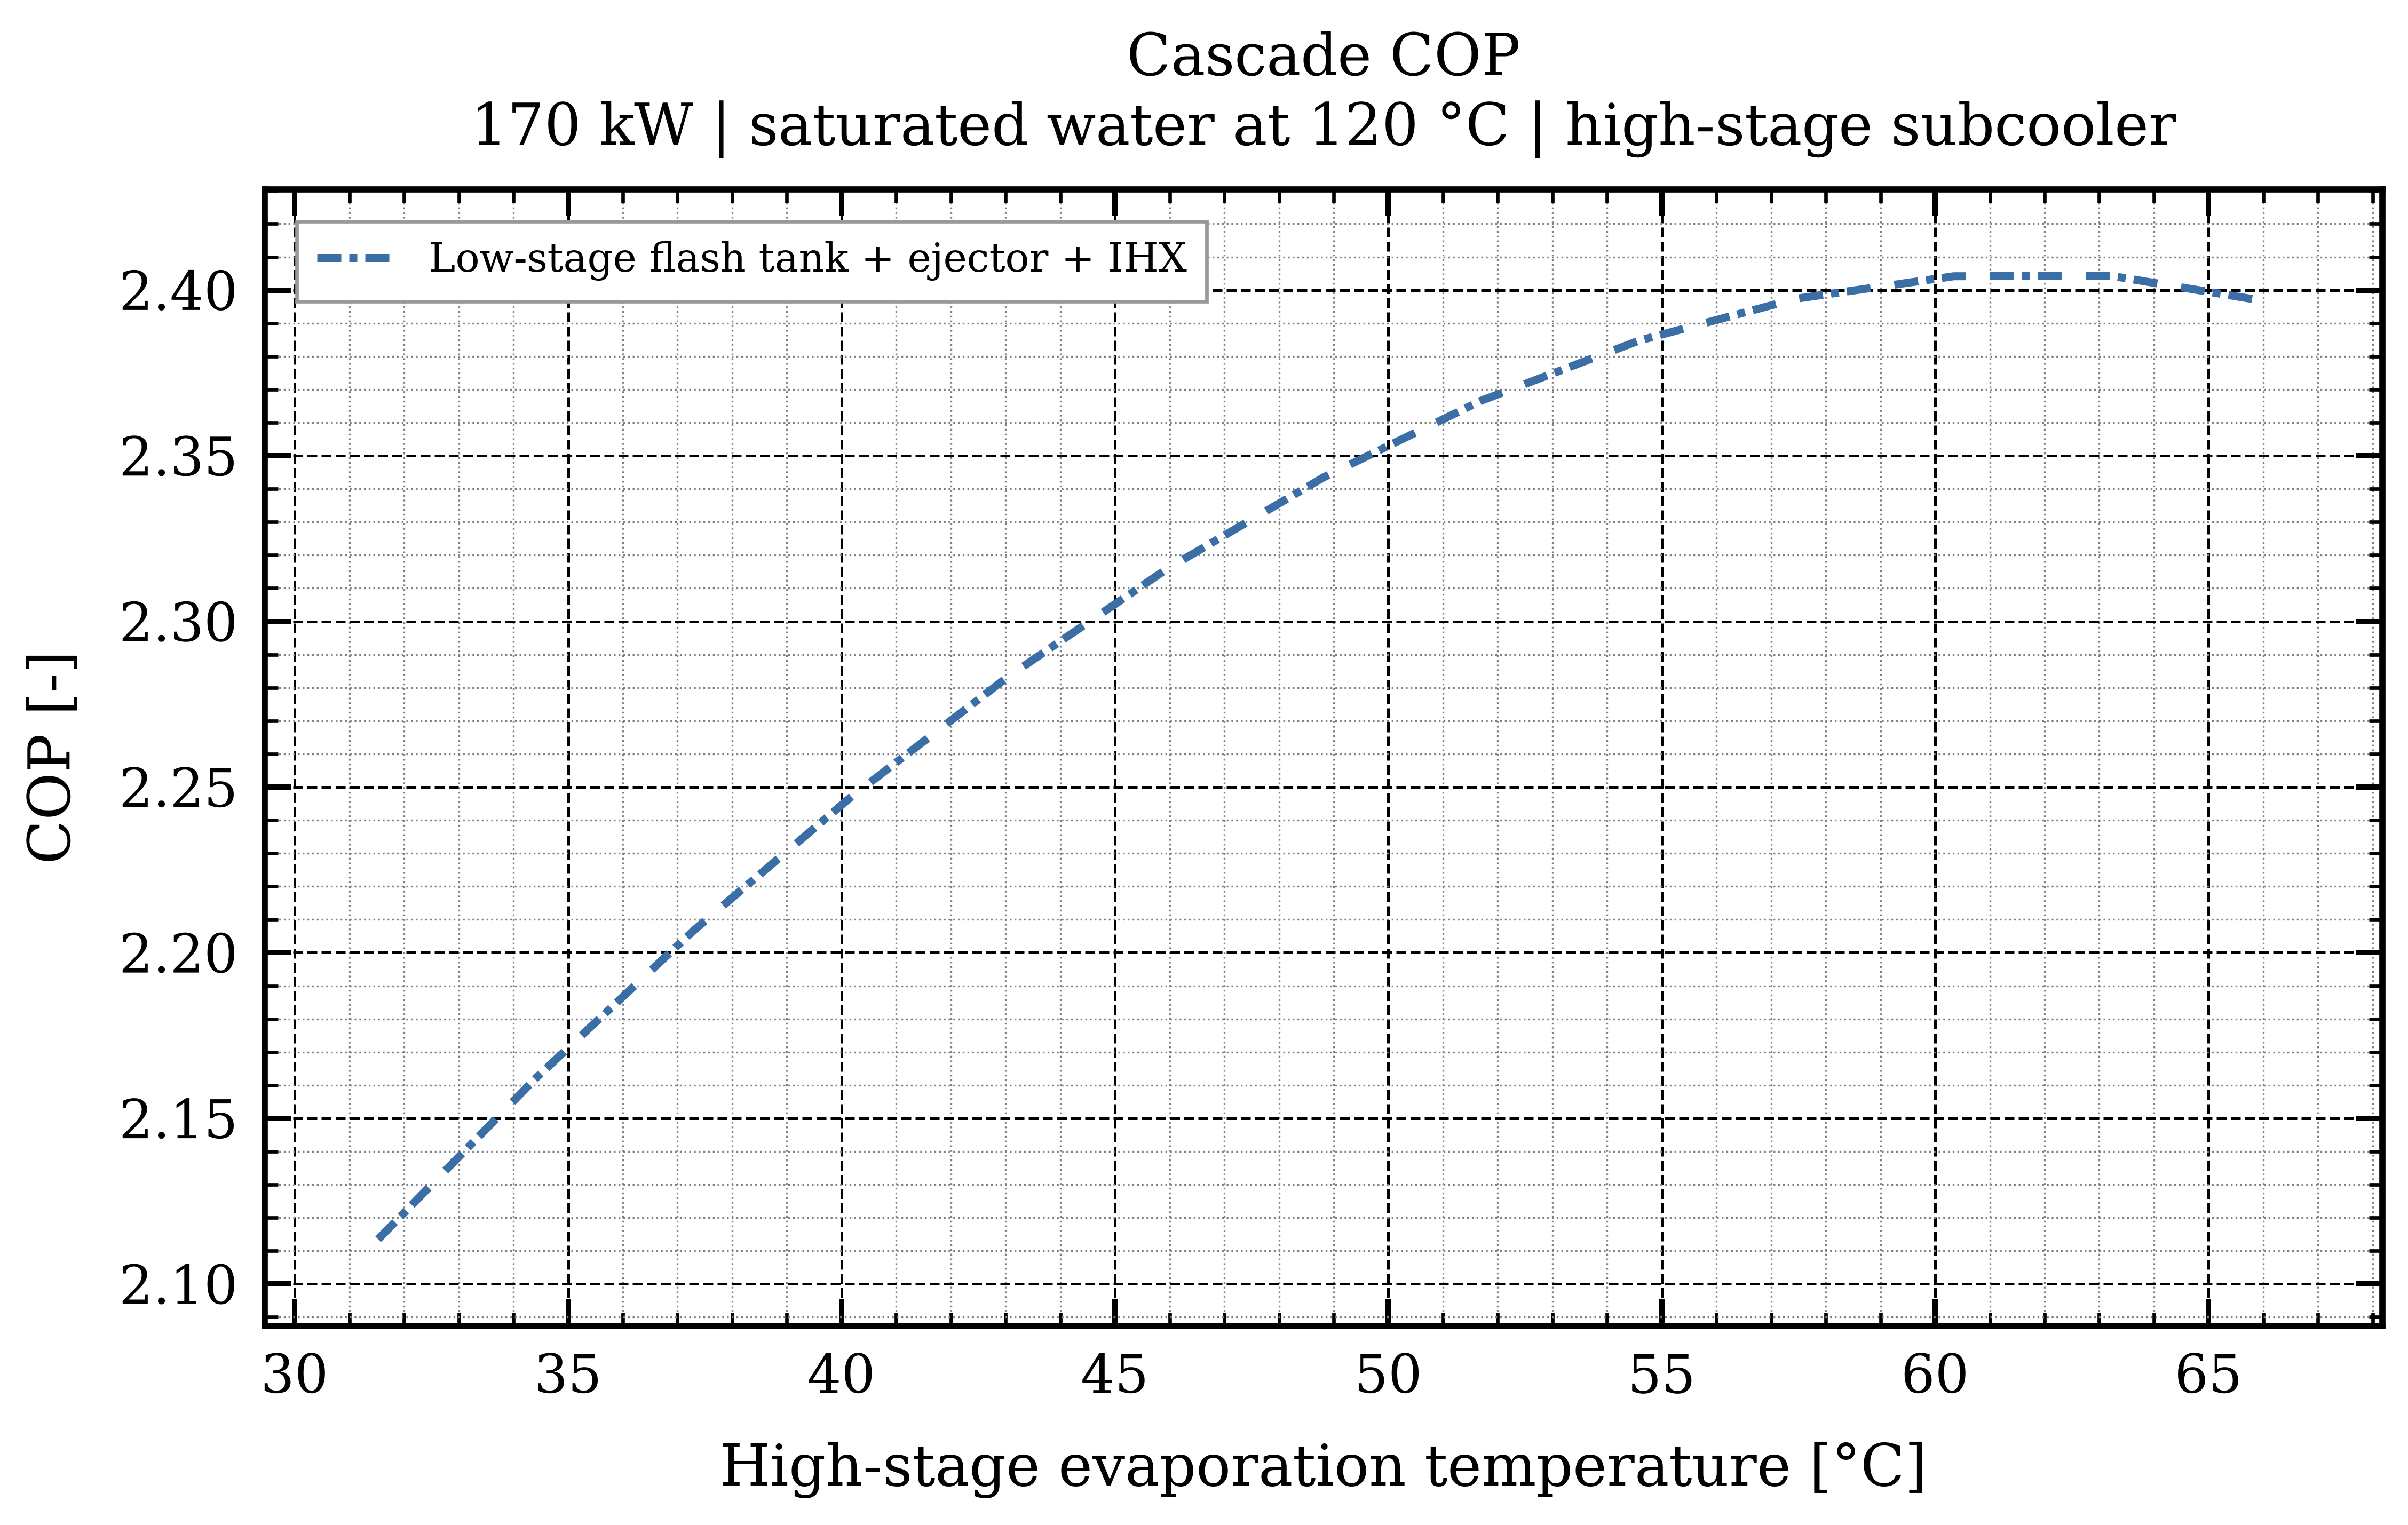 Cascade COP
170 kW | saturated water at 120 °C | high-stage subcooler
Low-stage flash tank + ejector + IHX
COP [-]
2.40
2.35
2.30
2.25
2.20
2.15
2.10
30 35 40 45 50 55 60 65
High-stage evaporation temperature [°C]